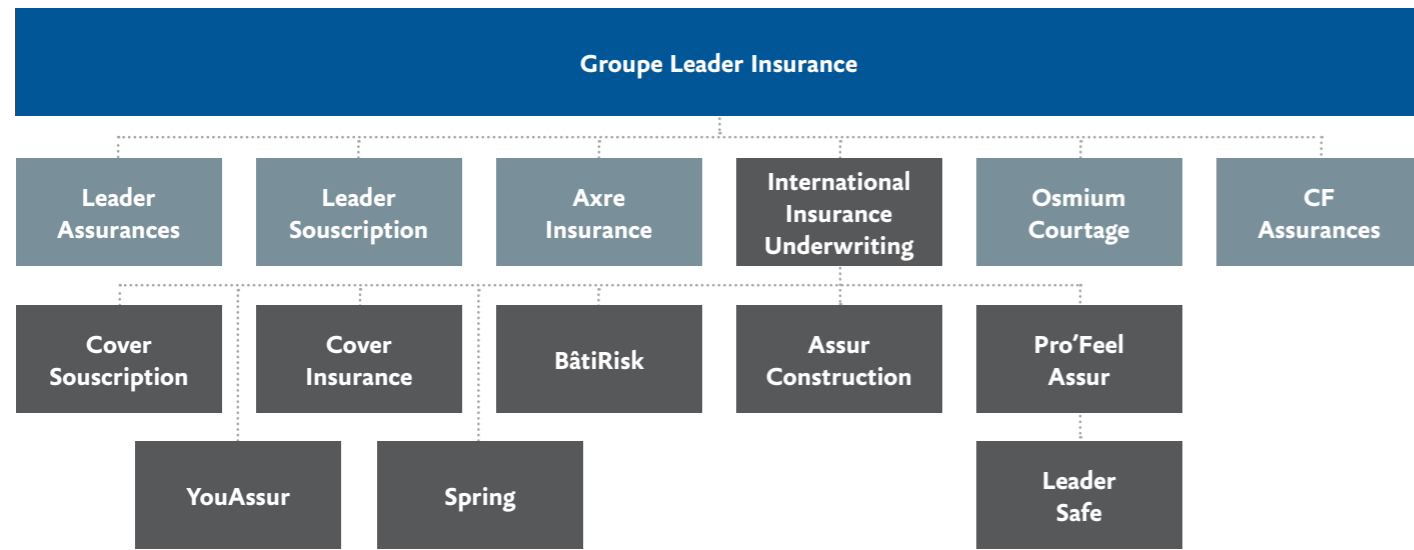 Groupe Leader Insurance
Leader
Assurances
Leader
Souscription
Axre
Insurance
International
Insurance
Underwriting
Osmium
Courtage
CF
Assurances
Cover
Souscription
Cover
Insurance
BâtiRisk
Assur
Construction
Pro’Feel
Assur
YouAssur
Spring
Leader
Safe